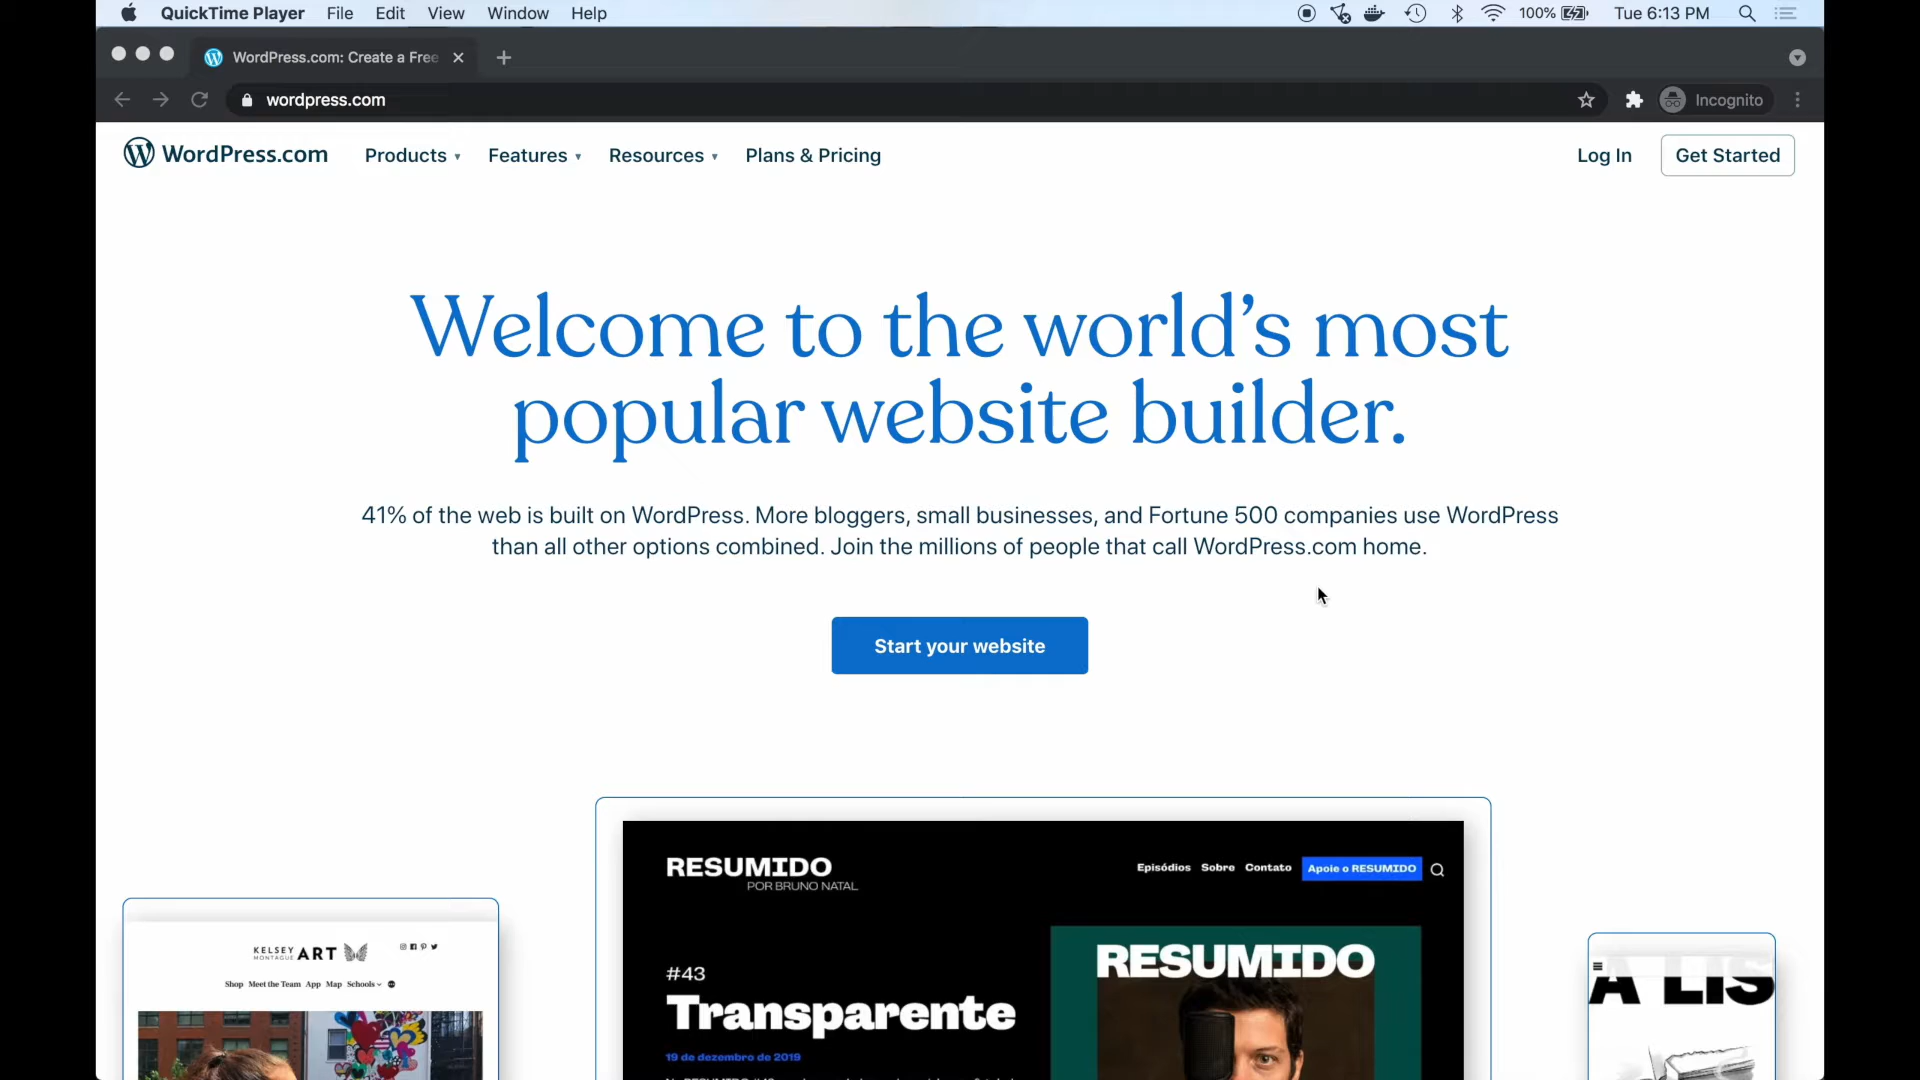 QuickTime Player File Edit View Window Help 100% Tue 6:13 PM
WordPress.com: Create a Free
wordpress.com Incognito
WordPress.com Products Features Resources Plans & Pricing Log In Get Started
Welcome to the world’s most
popular website builder.
41% of the web is built on WordPress. More bloggers, small businesses, and Fortune 500 companies use WordPress
than all other options combined. Join the millions of people that call WordPress.com home.
Start your website
RESUMIDO
POR BRUNO NATAL
Episódios Sobre Contato Apoie o RESUMIDO
KELSEY
MONTAGUE
ART
Shop Meet the Team App Map Schools
RESUMIDO
#43
Transparente
19 de dezembro de 2019
A LIS